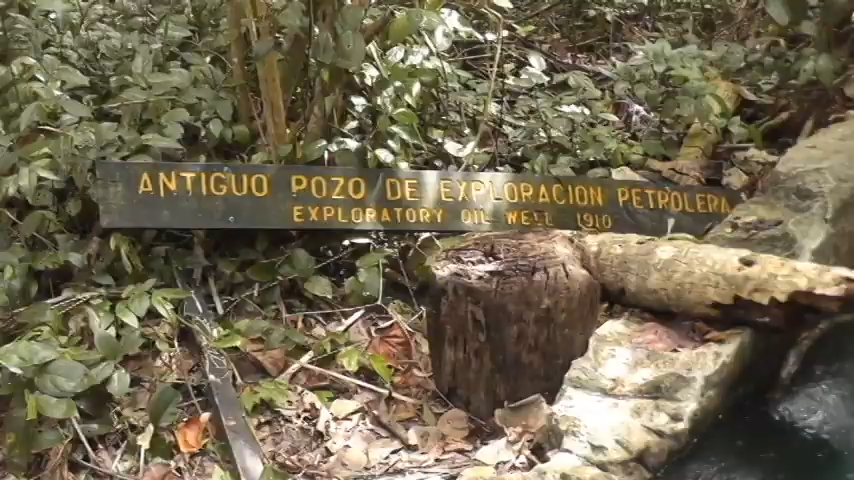 ANTIGUO POZO DE EXPLORACION PETROLERA
EXPLORATORY OIL WELL 1910